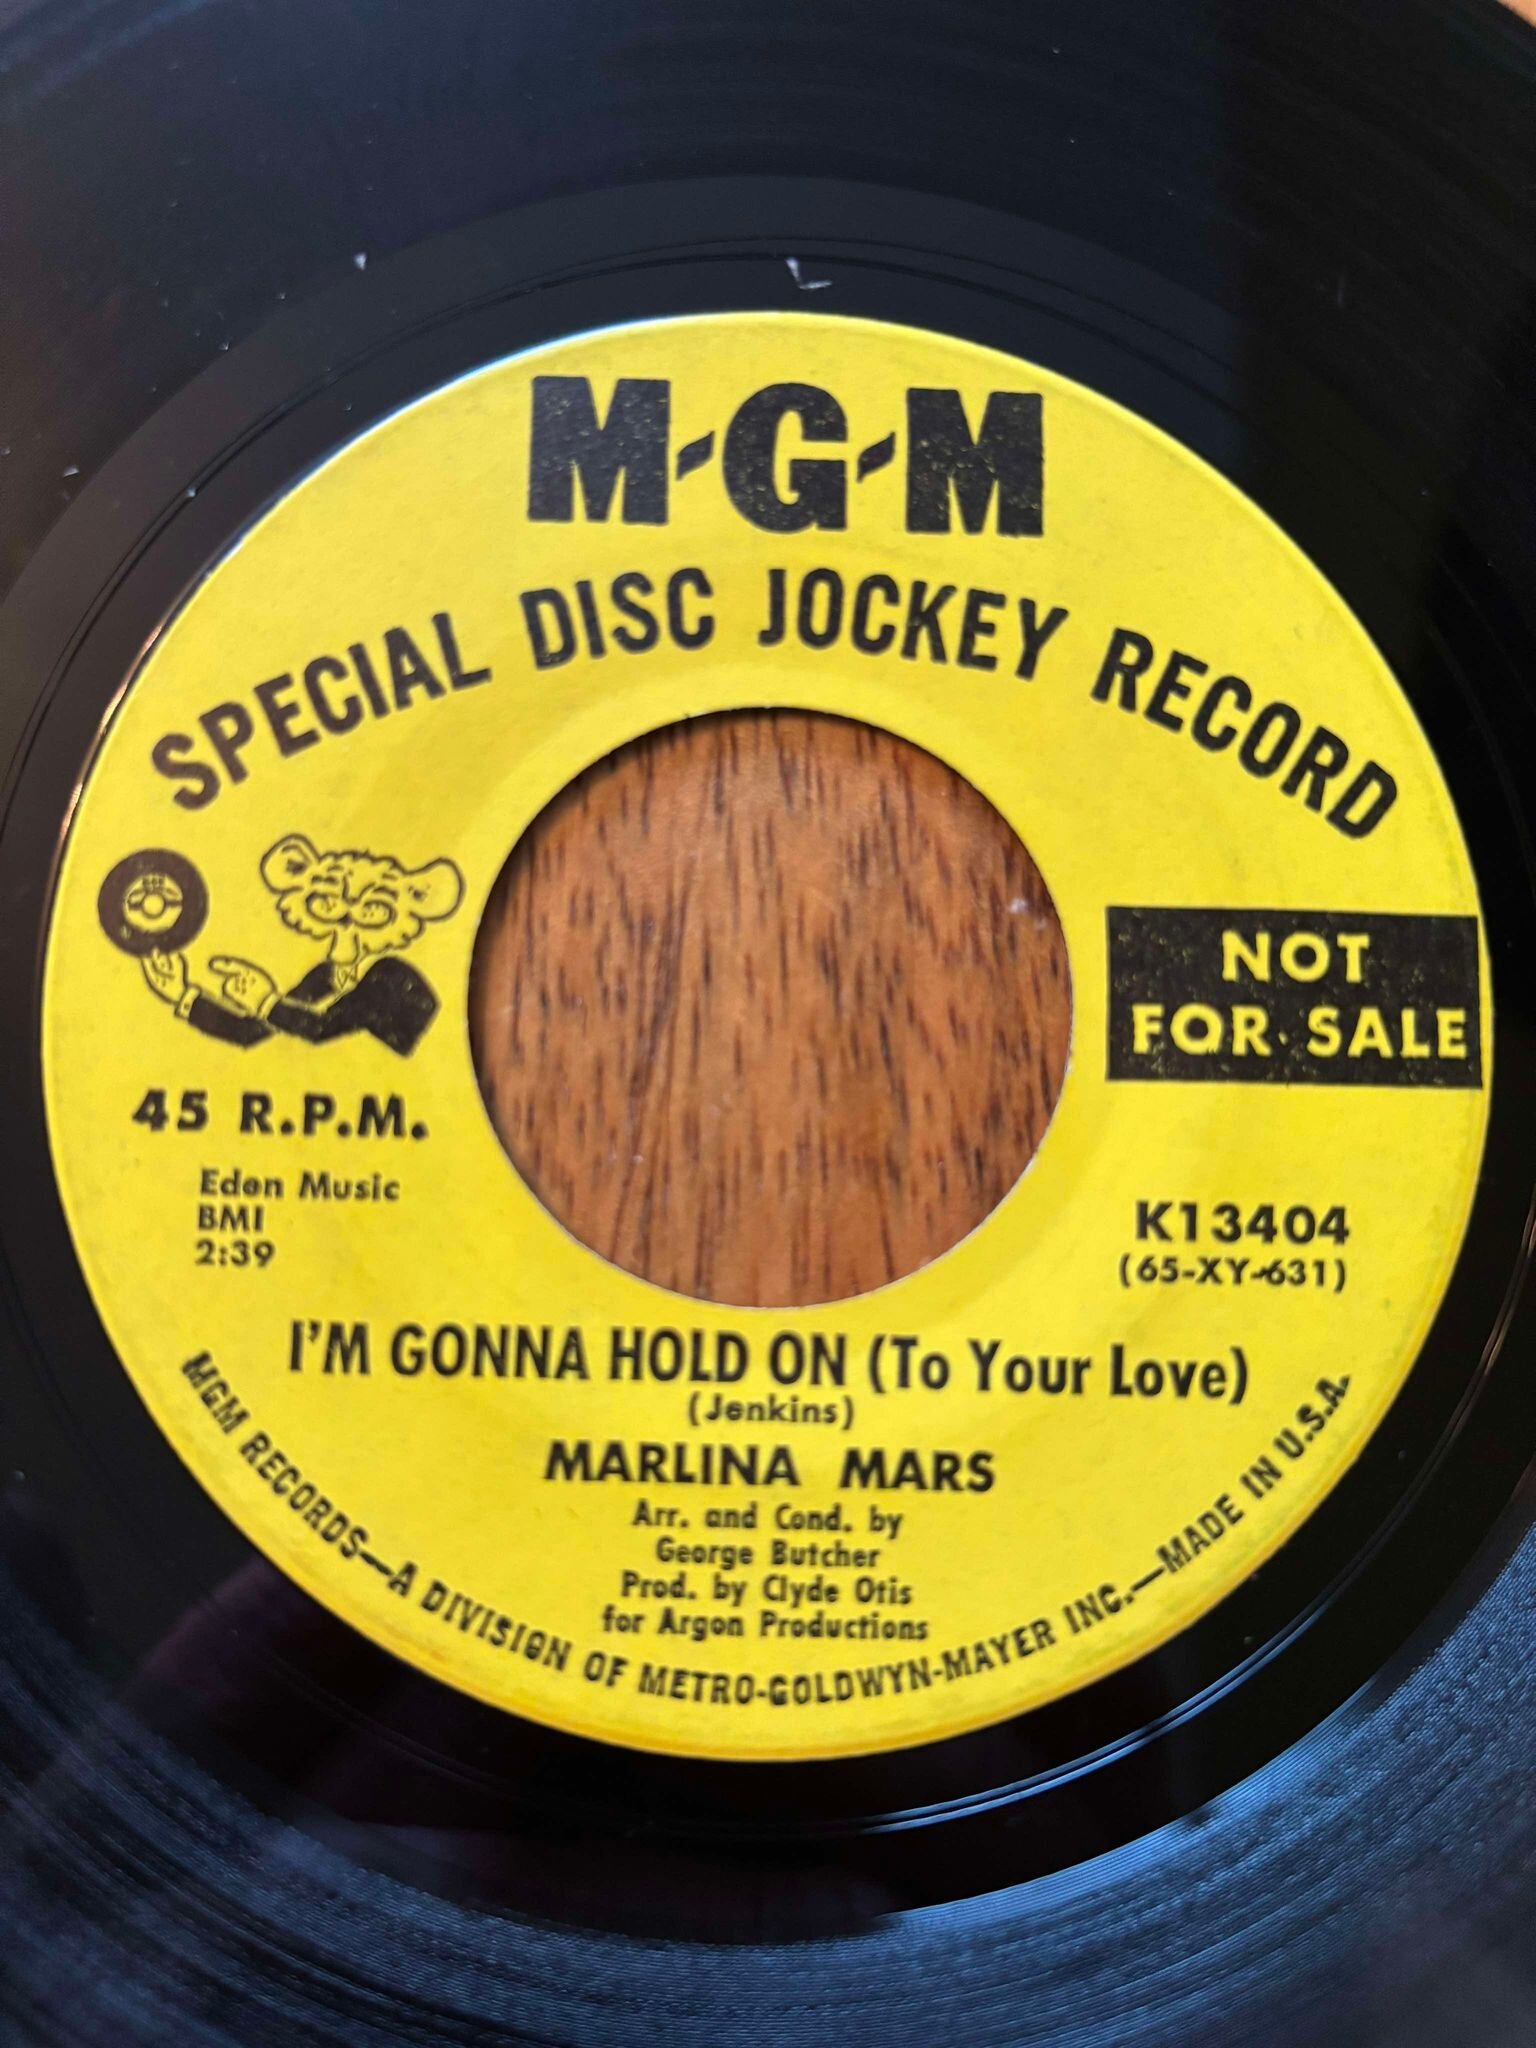 M-G-M
SPECIAL DISC JOCKEY RECORD
NOT
FOR SALE
45 R.P.M.
Eden Music
BMI
2:39
K13404
(65-XY-631)
I'M GONNA HOLD ON (To Your Love)
(Jenkins)
MARLINA MARS
Arr. and Cond. by
George Butcher
Prod. by Clyde Otis
for Argon Productions
MGM RECORDS—A DIVISION OF METRO-GOLDWYN-MAYER INC.—MADE IN U.S.A.